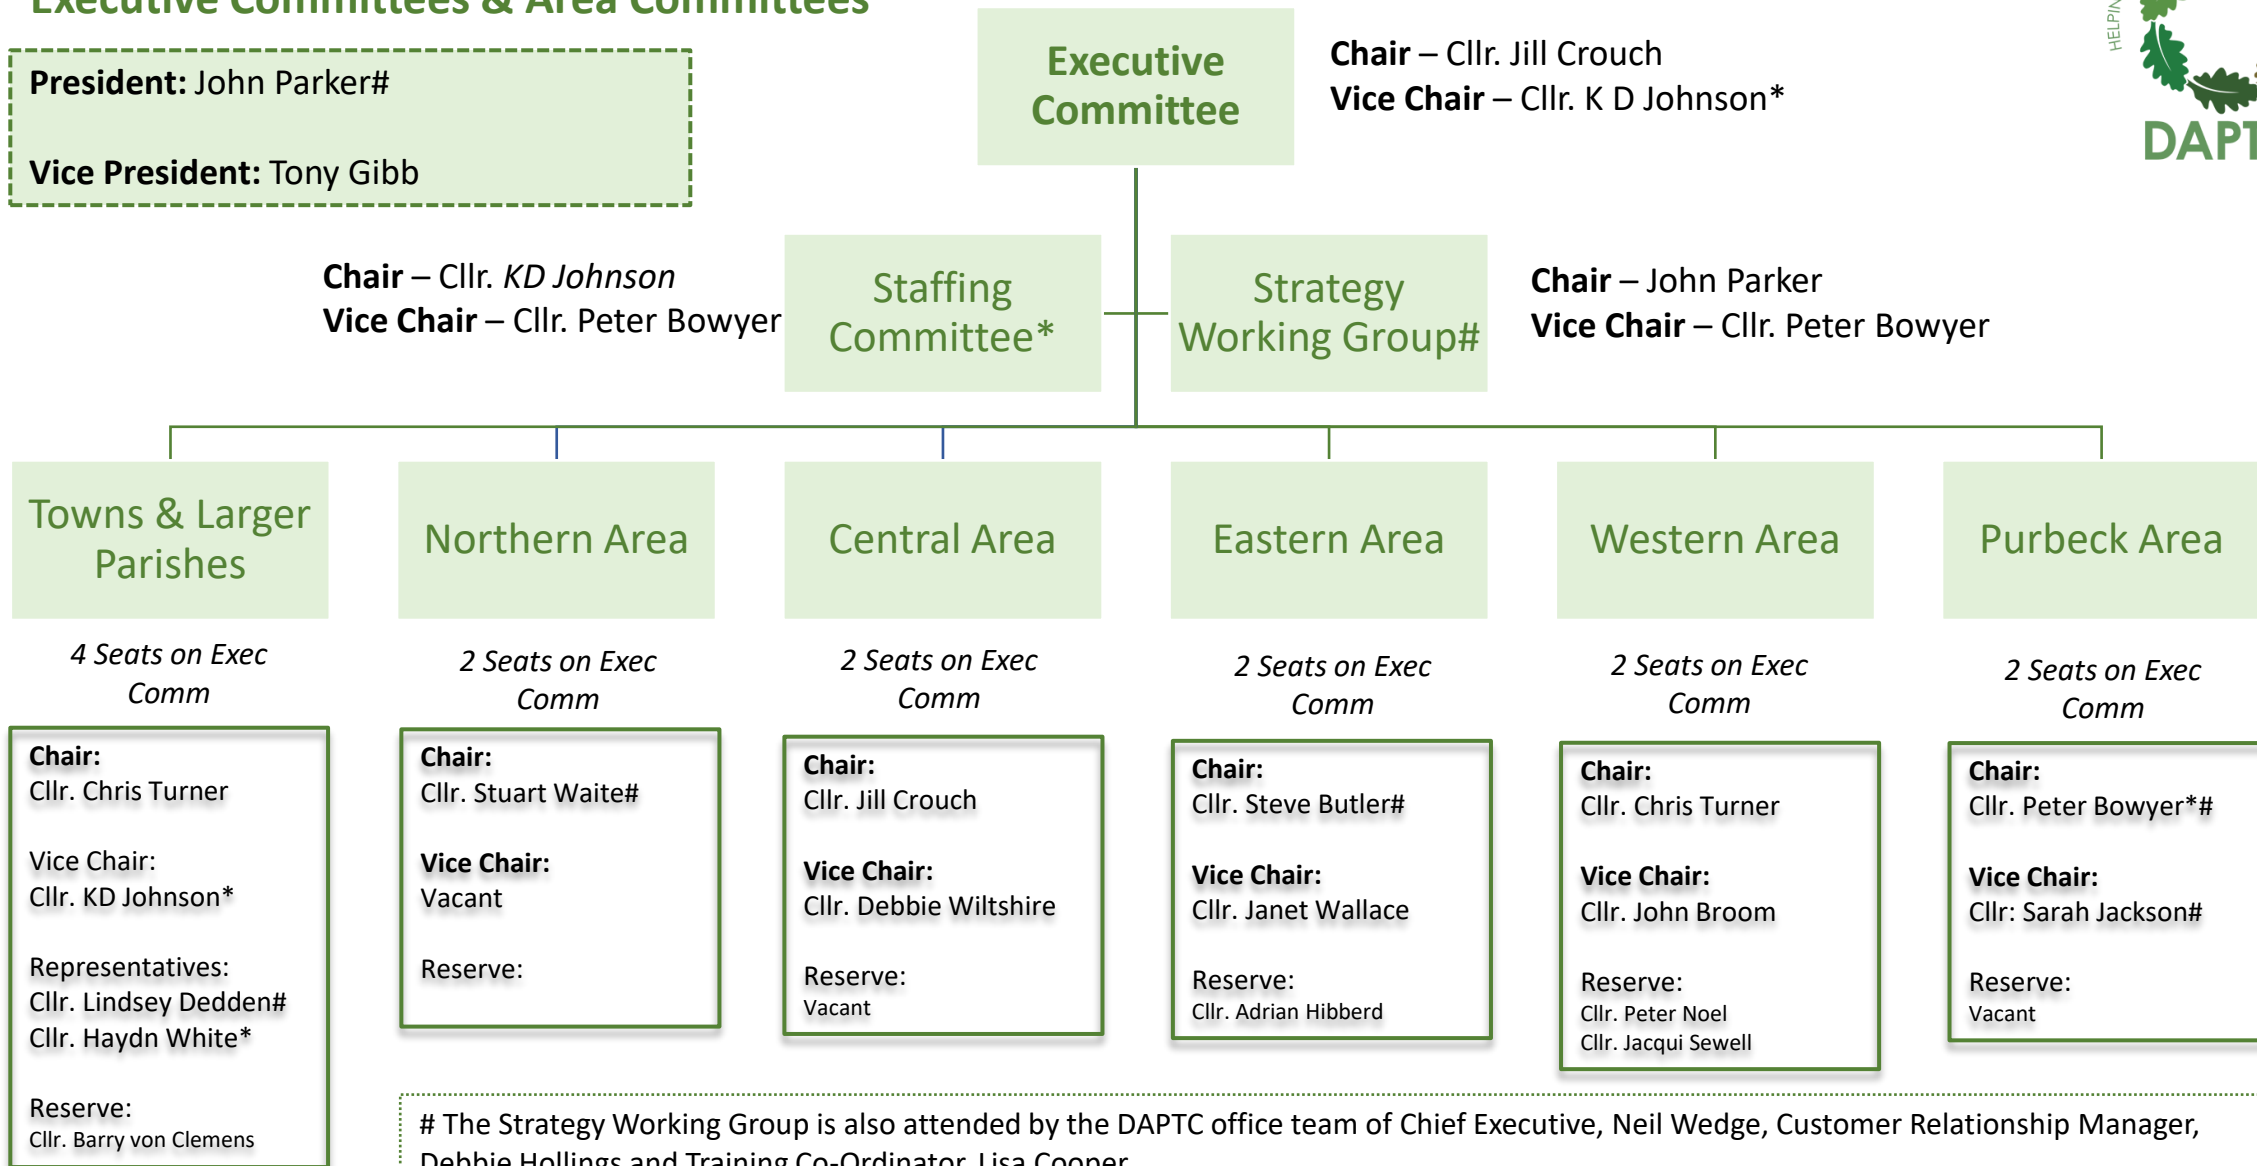 Executive Committees & Area Committees
President: John Parker#
Vice President: Tony Gibb
Executive
Committee
Chair – Cllr. Jill Crouch
Vice Chair – Cllr. K D Johnson*
DAPT
Chair – Cllr. KD Johnson
Vice Chair – Cllr. Peter Bowyer
Staffing
Committee*
Strategy
Working Group#
Chair – John Parker
Vice Chair – Cllr. Peter Bowyer
Towns & Larger
Parishes
4 Seats on Exec
Comm
Chair:
Cllr. Chris Turner
Vice Chair:
Cllr. KD Johnson*
Representatives:
Cllr. Lindsey Dedden#
Cllr. Haydn White*
Reserve:
Cllr. Barry von Clemens
Northern Area
2 Seats on Exec
Comm
Chair:
Cllr. Stuart Waite#
Vice Chair:
Vacant
Reserve:
Central Area
2 Seats on Exec
Comm
Chair:
Cllr. Jill Crouch
Vice Chair:
Cllr. Debbie Wiltshire
Reserve:
Vacant
Eastern Area
2 Seats on Exec
Comm
Chair:
Cllr. Steve Butler#
Vice Chair:
Cllr. Janet Wallace
Reserve:
Cllr. Adrian Hibberd
Western Area
2 Seats on Exec
Comm
Chair:
Cllr. Chris Turner
Vice Chair:
Cllr. John Broom
Reserve:
Cllr. Peter Noel
Cllr. Jacqui Sewell
Purbeck Area
2 Seats on Exec
Comm
Chair:
Cllr. Peter Bowyer*#
Vice Chair:
Cllr: Sarah Jackson#
Reserve:
Vacant
# The Strategy Working Group is also attended by the DAPTC office team of Chief Executive, Neil Wedge, Customer Relationship Manager,
Debbie Hollings and Training Co-Ordinator, Lisa Cooper